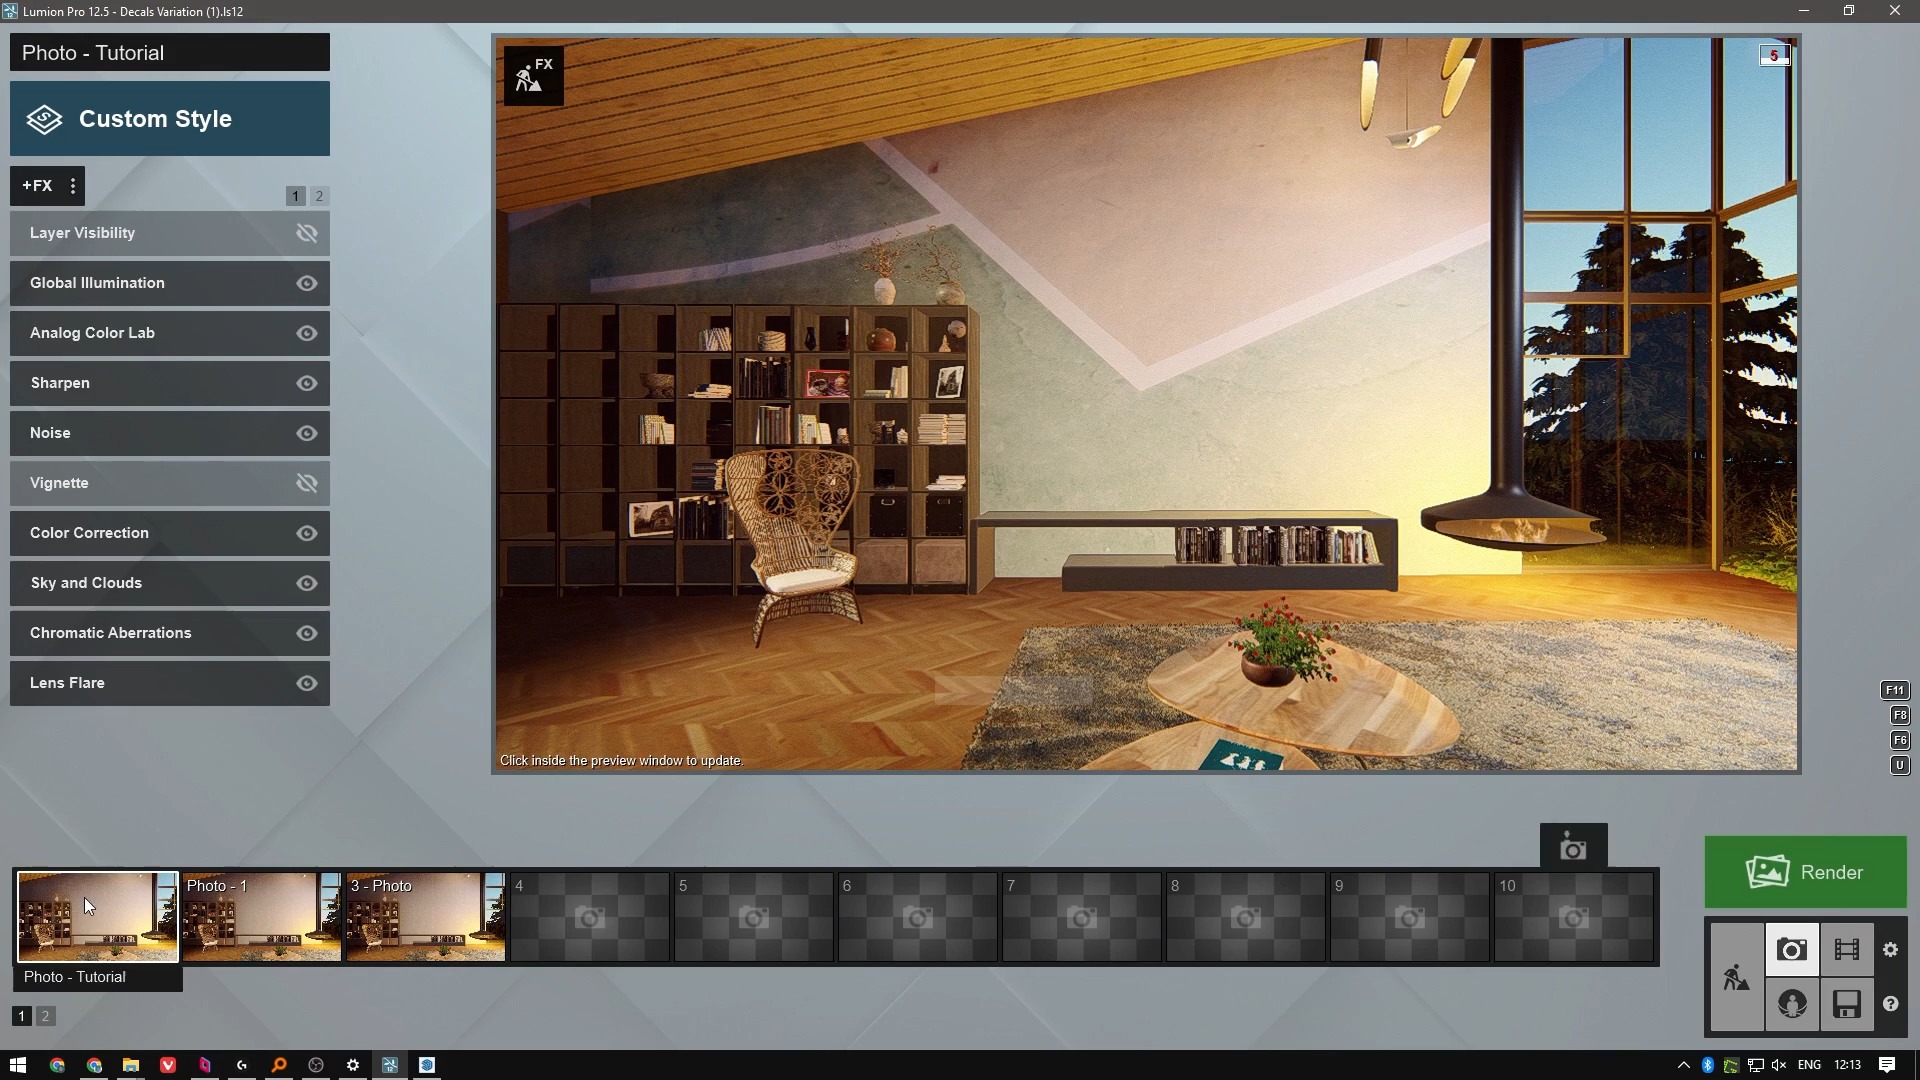 Lumion Pro 12.5 - Decals Variation (1).ls12
Photo - Tutorial
Custom Style
+FX
1 2
Layer Visibility
Global Illumination
Analog Color Lab
Sharpen
Noise
Vignette
Color Correction
Sky and Clouds
Chromatic Aberrations
Lens Flare
FX
5
Click inside the preview window to update.
F11
F8
F6
U
Render
Photo - 1
3 - Photo
4
5
6
7
8
9
10
Photo - Tutorial
1 2
ENG
12:13